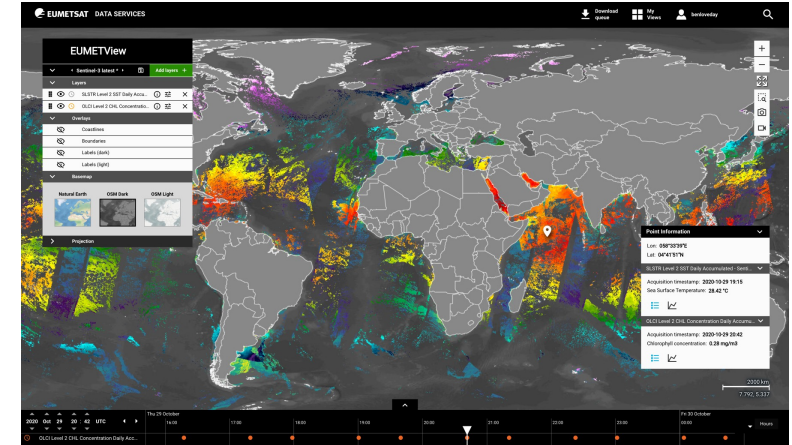 EUMETSAT DATA SERVICES
Download queue
My Views
benloveday
EUMETView
Sentinel-3 latest *
Add layers +
Layers
SLSTR Level 2 SST Daily Accu...
OLCI Level 2 CHL Concentratio...
Overlays
Coastlines
Boundaries
Labels (dark)
Labels (light)
Basemap
Natural Earth OSM Dark OSM Light
Projection
Point Information
Lon: 058°33'39"E
Lat: 04°41'51"N
SLSTR Level 2 SST Daily Accumulated - Senti...
Acquisition timestamp: 2020-10-29 19:15
Sea Surface Temperature: 28.42 °C
OLCI Level 2 CHL Concentration Daily Accumu...
Acquisition timestamp: 2020-10-29 20:42
Chlorophyll concentration: 0.28 mg/m3
2000 km
7.792, 5.337
Thu 29 October
Fri 30 October
2020 Oct 29 20 : 42 UTC
16:00 17:00 18:00 19:00 20:00 21:00 22:00 23:00 00:00
Hours
OLCI Level 2 CHL Concentration Daily Acc...